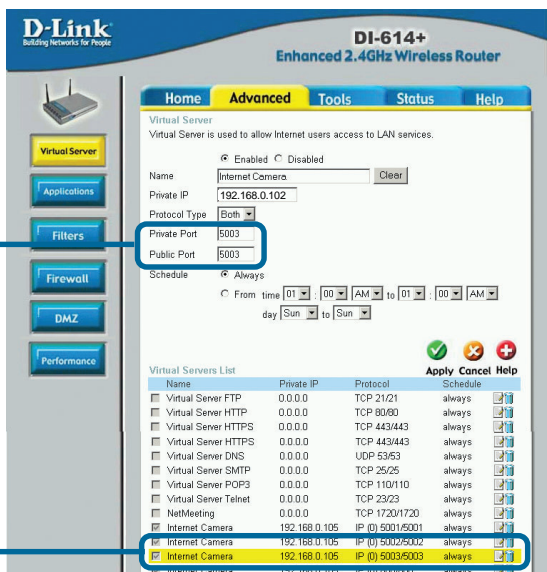 D-Link
Building Networks for People
DI-614+
Enhanced 2.4GHz Wireless Router
Home Advanced Tools Status Help
Virtual Server
Applications
Filters
Firewall
DMZ
Performance
Virtual Server
Virtual Server is used to allow Internet users access to LAN services.
Enabled Disabled
Name Internet Camera Clear
Private IP 192.168.0.102
Protocol Type Both
Private Port 5003
Public Port 5003
Schedule Always
From time 01 : 00 AM to 01 : 00 AM
day Sun to Sun
Apply Cancel Help
Virtual Servers List
Name Private IP Protocol Schedule
Virtual Server FTP 0.0.0.0 TCP 21/21 always
Virtual Server HTTP 0.0.0.0 TCP 80/80 always
Virtual Server HTTPS 0.0.0.0 TCP 443/443 always
Virtual Server HTTPS 0.0.0.0 TCP 443/443 always
Virtual Server DNS 0.0.0.0 UDP 53/53 always
Virtual Server SMTP 0.0.0.0 TCP 25/25 always
Virtual Server POP3 0.0.0.0 TCP 110/110 always
Virtual Server Telnet 0.0.0.0 TCP 23/23 always
NetMeeting 0.0.0.0 TCP 1720/1720 always
Internet Camera 192.168.0.105 IP (0) 5001/5001 always
Internet Camera 192.168.0.105 IP (0) 5002/5002 always
Internet Camera 192.168.0.105 IP (0) 5003/5003 always